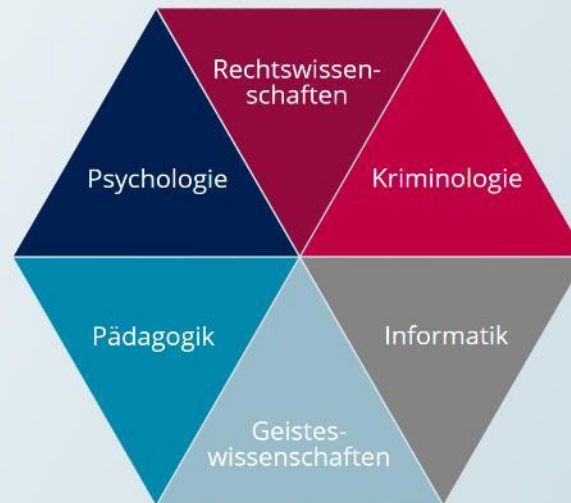 Rechtswissen-
schaften
Psychologie
Kriminologie
Pädagogik
Informatik
Geistes-
wissenschaften